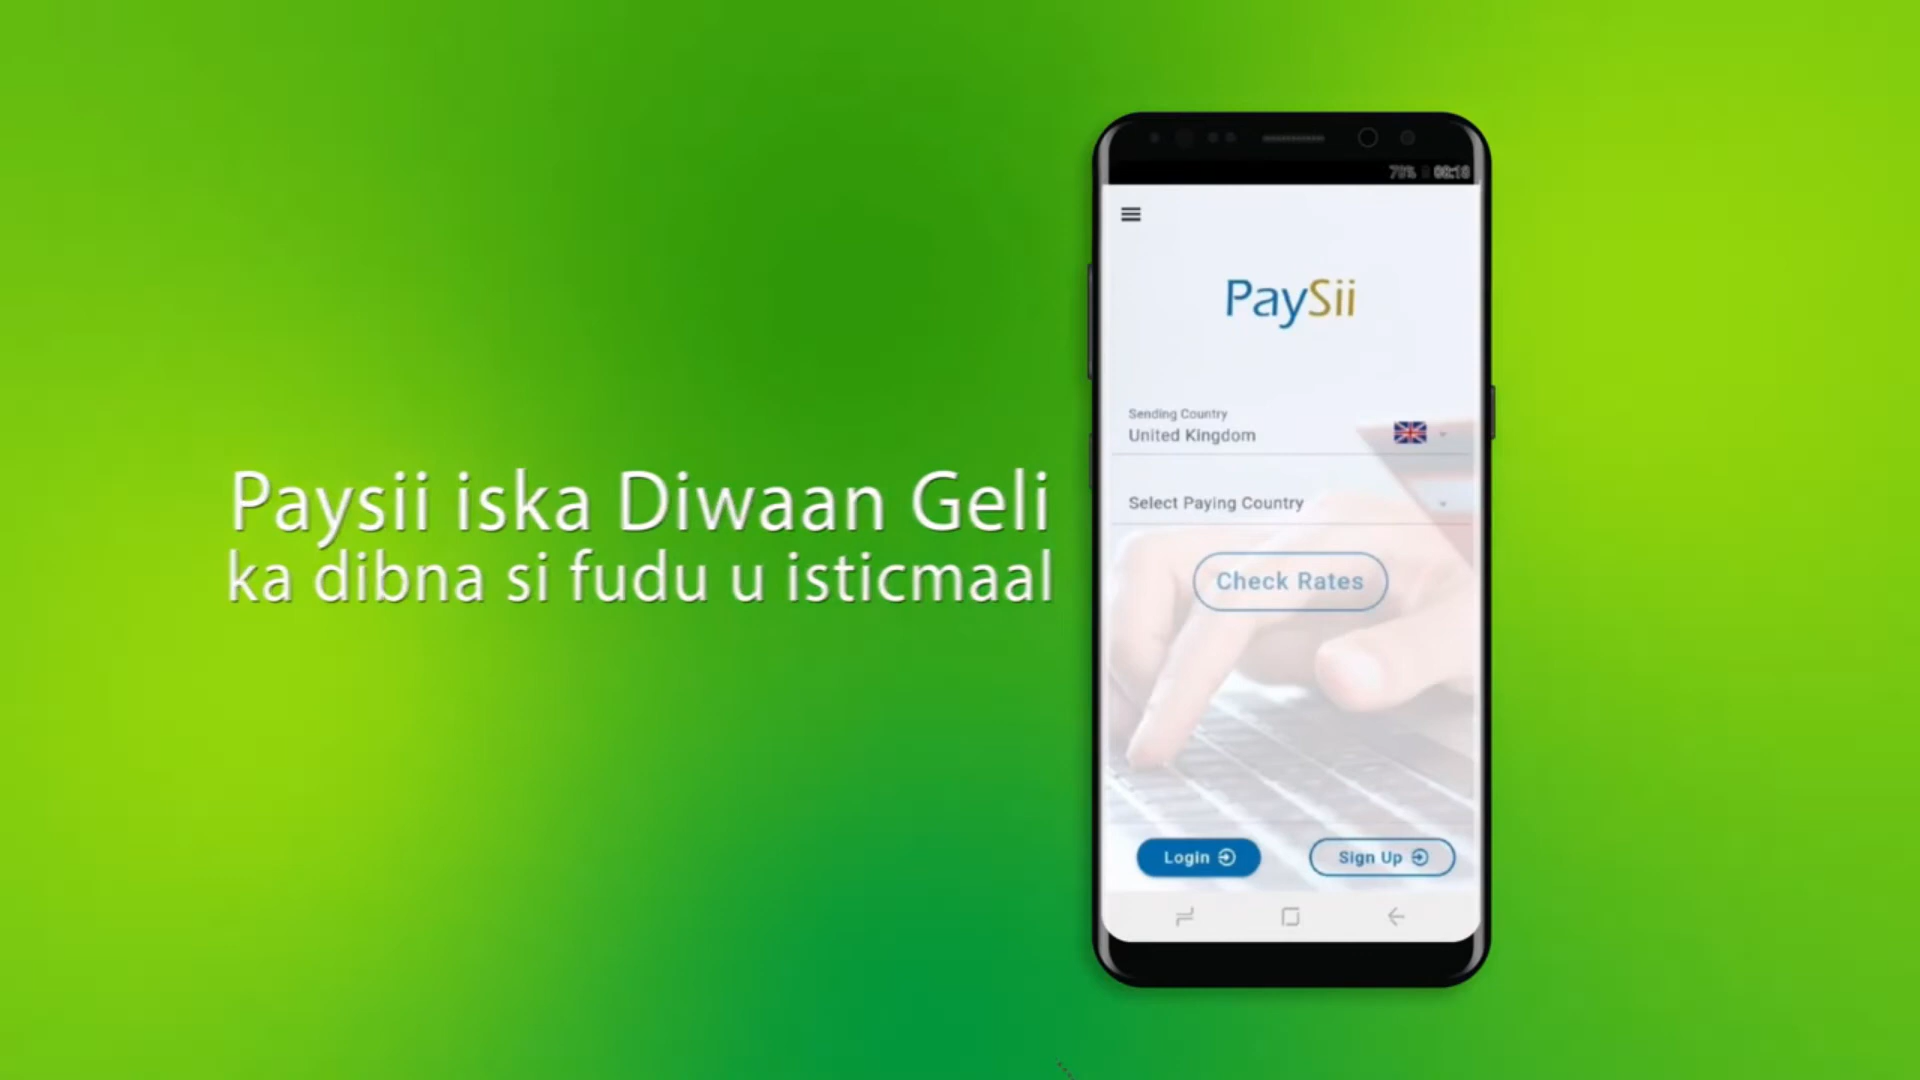 Paysii iska Diwaan Geli
ka dibna si fudu u isticmaal
PaySii
Sending Country
United Kingdom
Select Paying Country
Check Rates
Login
Sign Up